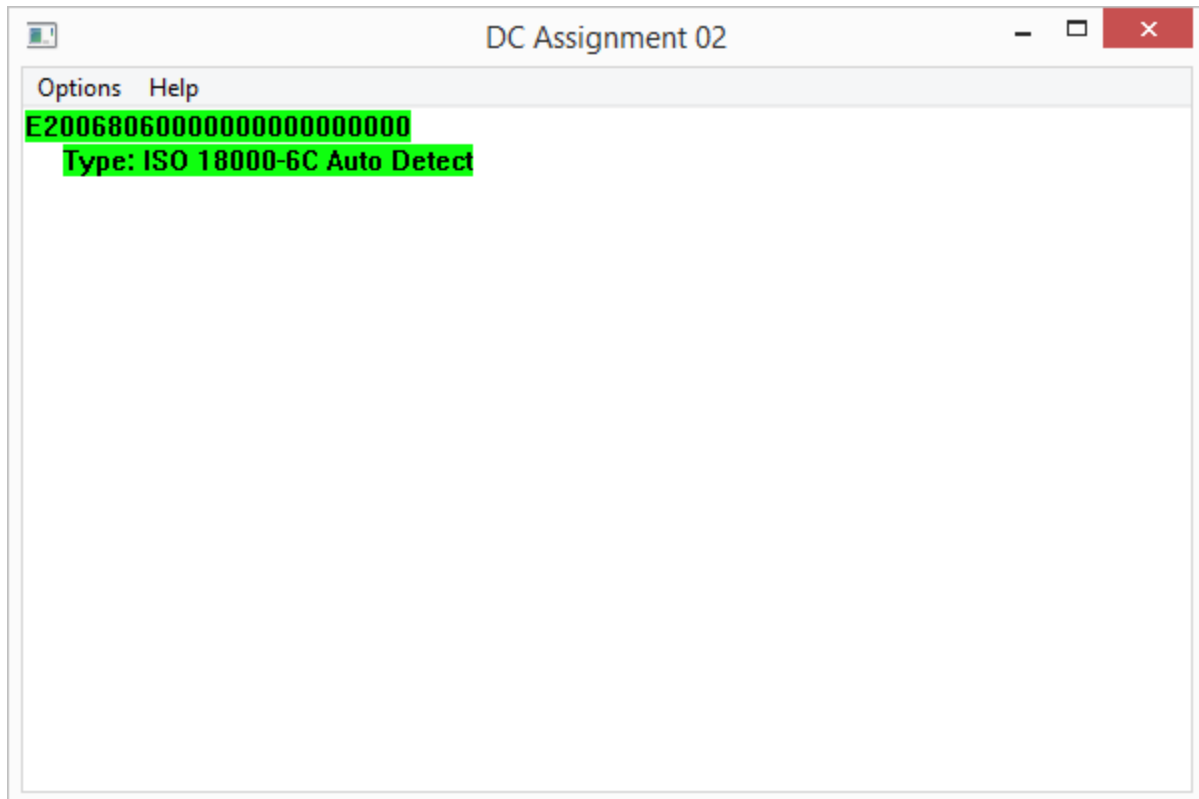 DC Assignment 02
Options Help
E20068060000000000000000
Type: ISO 18000-6C Auto Detect